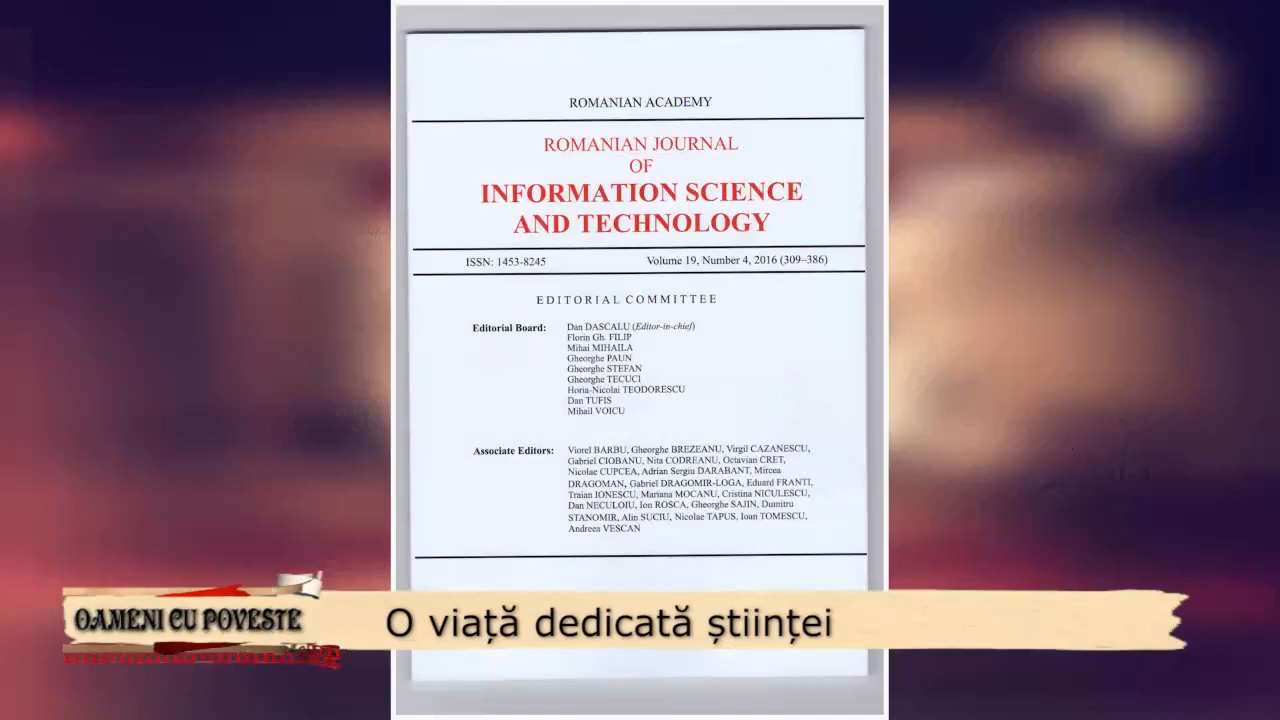 ROMANIAN ACADEMY
ROMANIAN JOURNAL
OF
INFORMATION SCIENCE
AND TECHNOLOGY
ISSN: 1453-8245 Volume 19, Number 4, 2016 (309–386)
EDITORIAL COMMITTEE
Editorial Board: Dan DASCALU (Editor-in-chief)
Florin Gh. FILIP
Mihai MIHAILA
Gheorghe PAUN
Gheorghe STEFAN
Gheorghe TECUCI
Horia-Nicolai TEODORESCU
Dan TUFIS
Mihail VOICU
Associate Editors: Viorel BARBU, Gheorghe BREZEANU, Virgil CAZANESCU,
Gabriel CIOBANU, Nita CODREANU, Octavian CRET,
Nicolae CUPCEA, Adrian Sergiu DARABANT, Mircea
DRAGOMAN, Gabriel DRAGOMIR-LOGA, Eduard FRANTI,
Traian IONESCU, Mariana MOCANU, Cristina NICULESCU,
Dan NECULOIU, Ion ROSCA, Gheorghe SAJIN, Dumitru
STANOMIR, Alin SUCIU, Nicolae TAPUS, Ioan TOMESCU,
Andreea VESCAN
OAMENI CU POVESTE
O viață dedicată științei